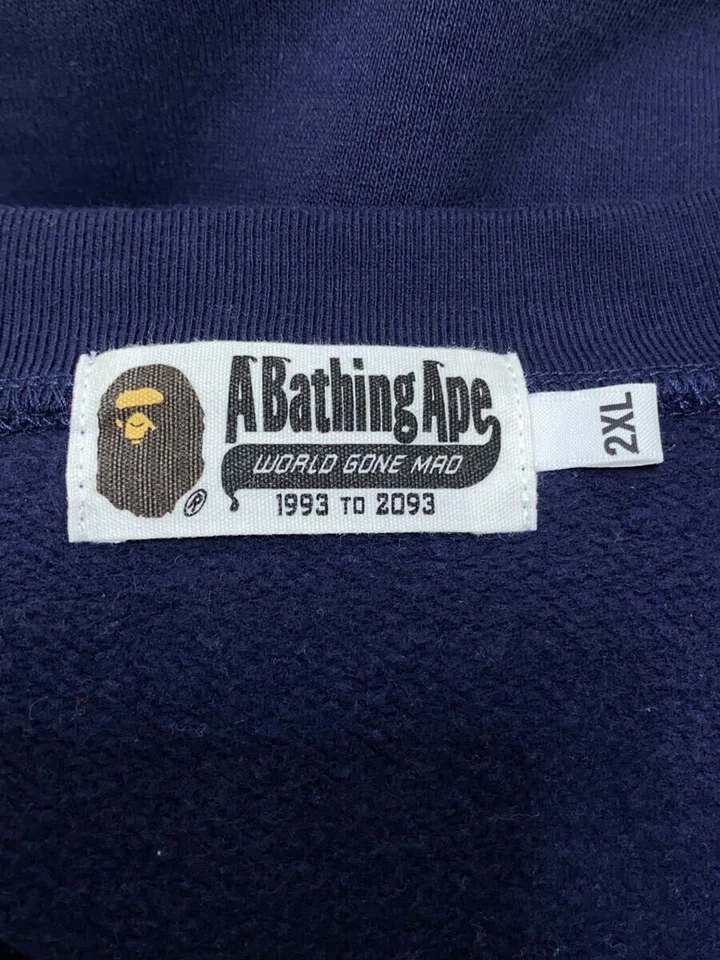 A Bathing Ape
WORLD GONE MAD
1993 TO 2093
®
2XL